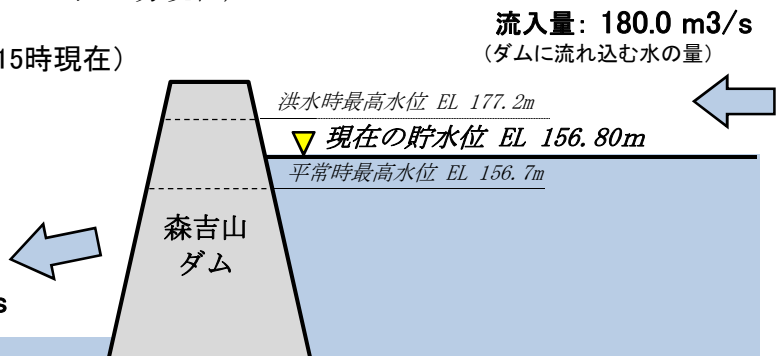 流入量: 180.0 m3/s
（ダムに流れ込む水の量）
15時現在）
洪水時最高水位 EL 177.2m
現在の貯水位 EL 156.80m
平常時最高水位 EL 156.7m
森吉山
ダム
s